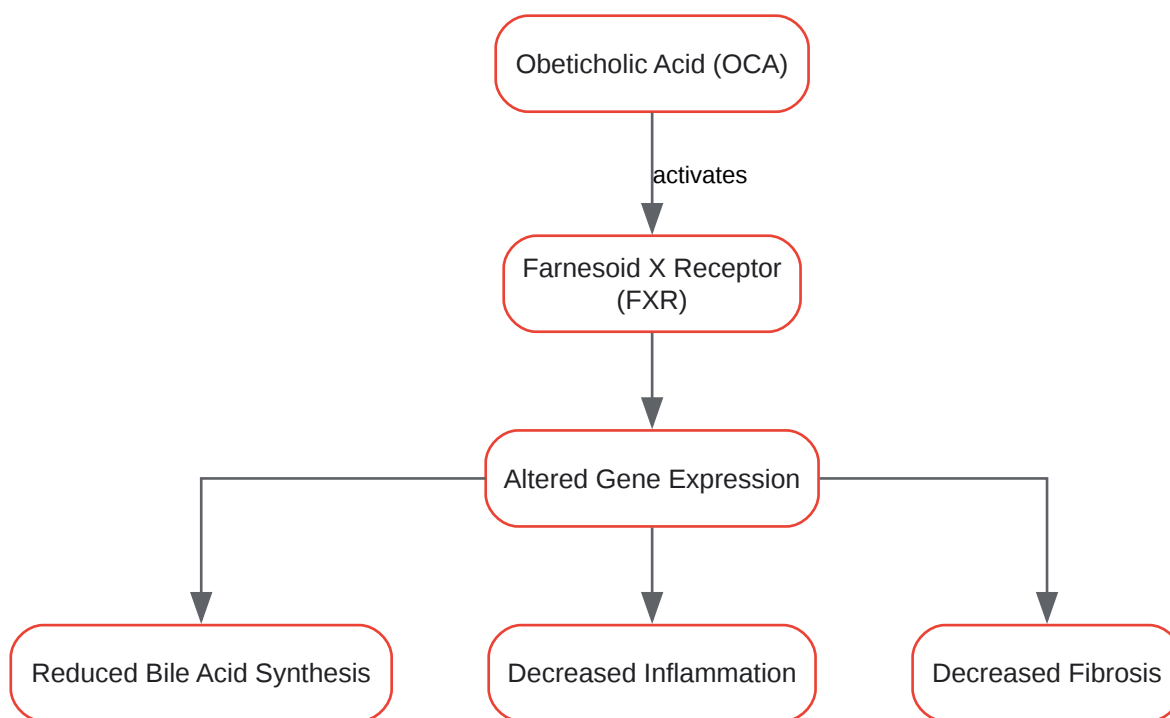 Obeticholic Acid (OCA)
activates
Farnesoid X Receptor
(FXR)
Altered Gene Expression
Reduced Bile Acid Synthesis
Decreased Inflammation
Decreased Fibrosis